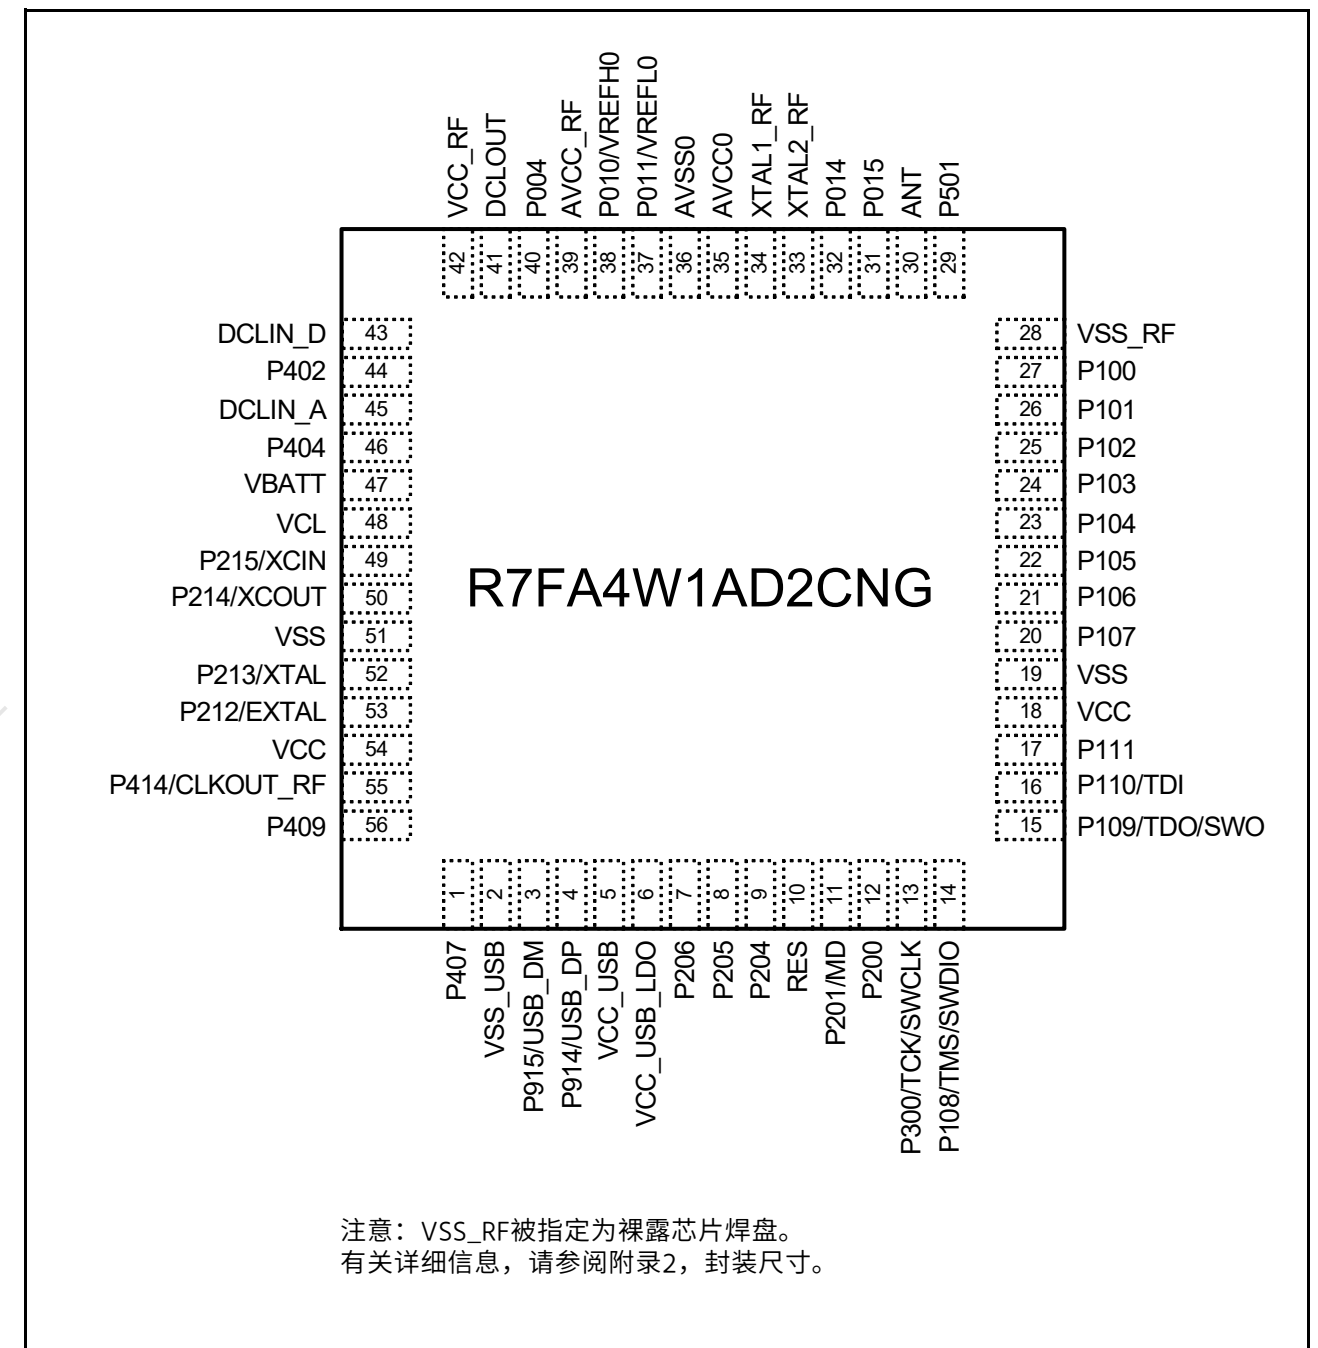 VCC_RF
DCLOUT
P004
AVCC_RF
P010/VREFH0
P011/VREFL0
AVSS0
AVCC0
XTAL1_RF
XTAL2_RF
P014
P015
ANT
P501
42
41
40
39
38
37
36
35
34
33
32
31
30
29
DCLIN_D 43
P402 44
DCLIN_A 45
P404 46
VBATT 47
VCL 48
P215/XCIN 49
P214/XCOUT 50
VSS 51
P213/XTAL 52
P212/EXTAL 53
VCC 54
P414/CLKOUT_RF 55
P409 56
R7FA4W1AD2CNG
28 VSS_RF
27 P100
26 P101
25 P102
24 P103
23 P104
22 P105
21 P106
20 P107
19 VSS
18 VCC
17 P111
16 P110/TDI
15 P109/TDO/SWO
1
2
3
4
5
6
7
8
9
10
11
12
13
14
P407
VSS_USB
P915/USB_DM
P914/USB_DP
VCC_USB
VCC_USB_LDO
P206
P205
P204
RES
P201/MD
P200
P300/TCK/SWCLK
P108/TMS/SWDIO
注意：VSS_RF被指定为裸露芯片焊盘。
有关详细信息，请参阅附录2，封装尺寸。